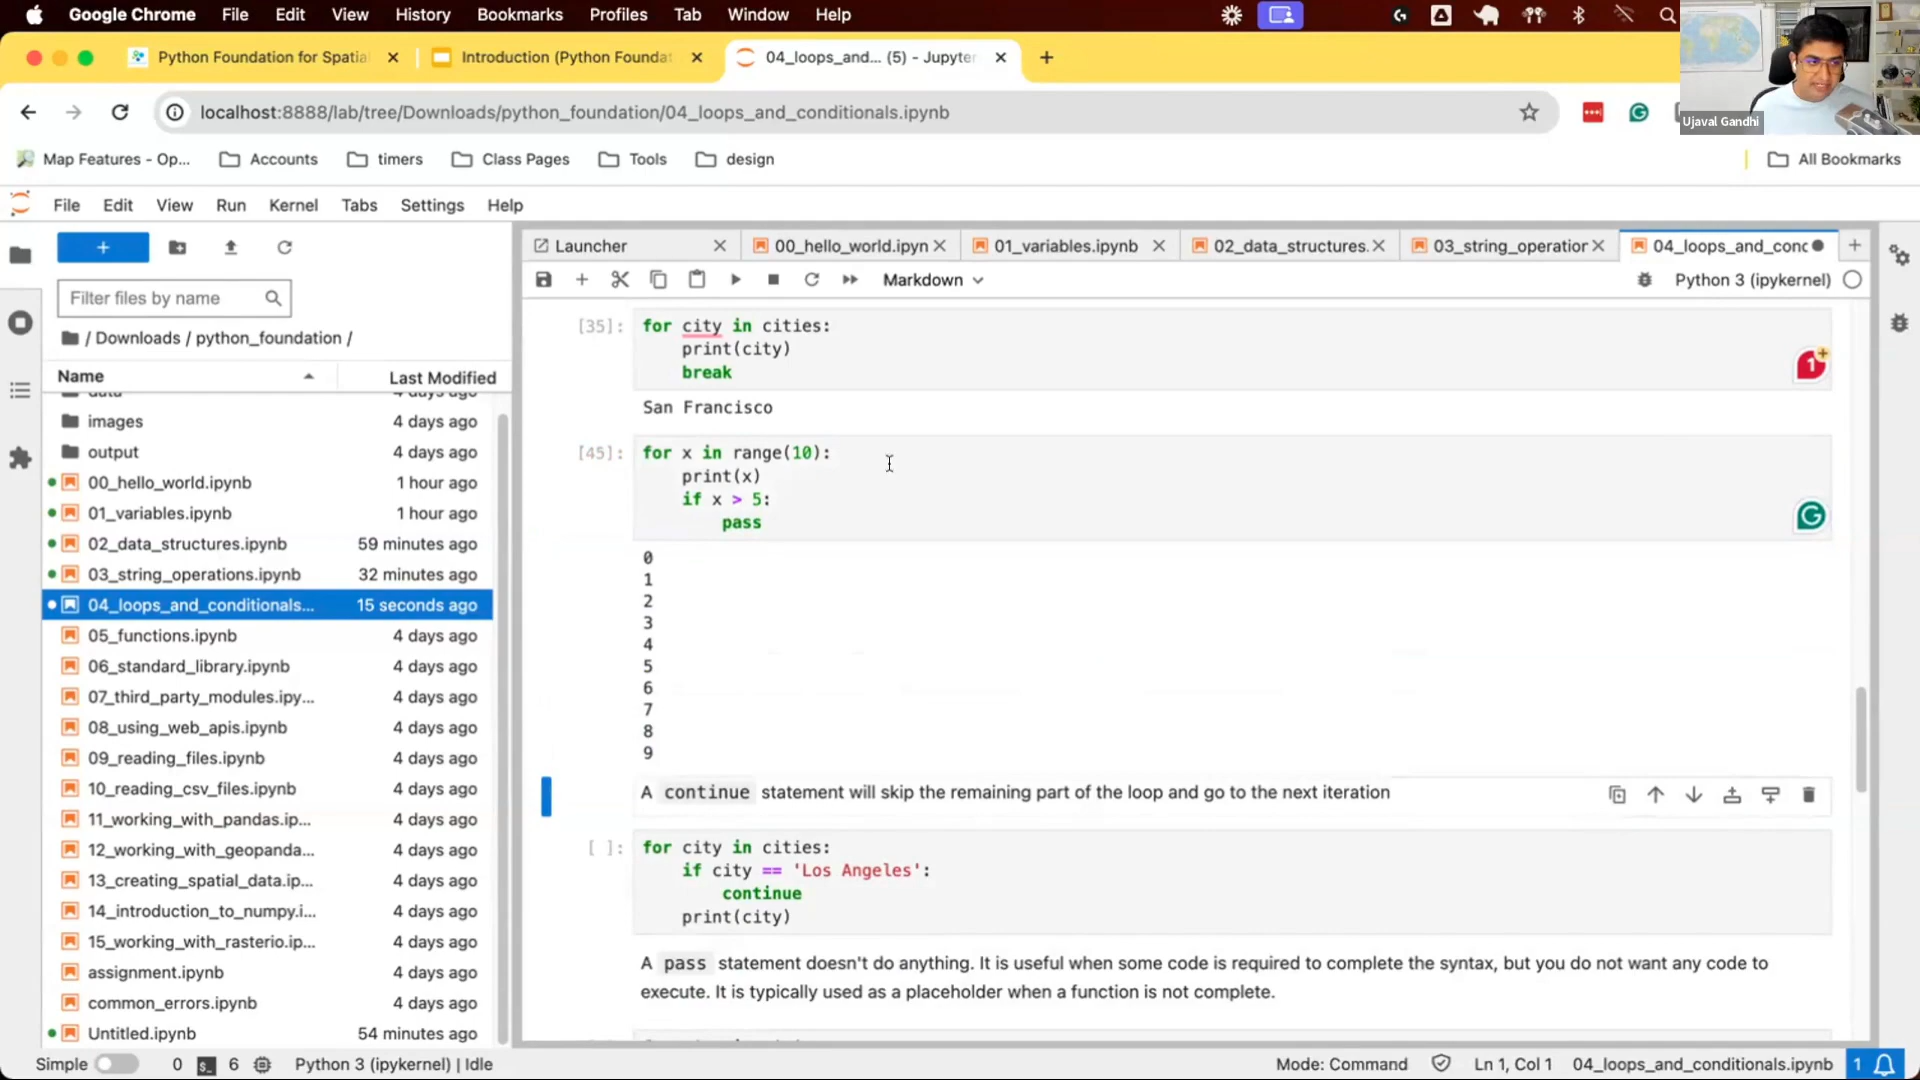 Google Chrome File Edit View History Bookmarks Profiles Tab Window Help
Python Foundation for Spatia
Introduction (Python Foundat
04_loops_and... (5) - Jupyter
localhost:8888/lab/tree/Downloads/python_foundation/04_loops_and_conditionals.ipynb
Ujaval Gandhi
Map Features - Op... Accounts timers Class Pages Tools design All Bookmarks
File Edit View Run Kernel Tabs Settings Help
Launcher 00_hello_world.ipyn 01_variables.ipynb 02_data_structures. 03_string_operation 04_loops_and_conc
Markdown Python 3 (ipykernel)
Filter files by name
/ Downloads / python_foundation /
Name Last Modified
data 4 days ago
images 4 days ago
output 4 days ago
00_hello_world.ipynb 1 hour ago
01_variables.ipynb 1 hour ago
02_data_structures.ipynb 59 minutes ago
03_string_operations.ipynb 32 minutes ago
04_loops_and_conditionals... 15 seconds ago
05_functions.ipynb 4 days ago
06_standard_library.ipynb 4 days ago
07_third_party_modules.ipy... 4 days ago
08_using_web_apis.ipynb 4 days ago
09_reading_files.ipynb 4 days ago
10_reading_csv_files.ipynb 4 days ago
11_working_with_pandas.ip... 4 days ago
12_working_with_geopanda... 4 days ago
13_creating_spatial_data.ip... 4 days ago
14_introduction_to_numpy.i... 4 days ago
15_working_with_rasterio.ip... 4 days ago
assignment.ipynb 4 days ago
common_errors.ipynb 4 days ago
Untitled.ipynb 54 minutes ago
[35]: for city in cities:
print(city)
break
1
San Francisco
[45]: for x in range(10):
print(x)
if x > 5:
pass
0
1
2
3
4
5
6
7
8
9
A continue statement will skip the remaining part of the loop and go to the next iteration
[ ]: for city in cities:
if city == 'Los Angeles':
continue
print(city)
A pass statement doesn't do anything. It is useful when some code is required to complete the syntax, but you do not want any code to
execute. It is typically used as a placeholder when a function is not complete.
Simple 0 6 Python 3 (ipykernel) | Idle Mode: Command Ln 1, Col 1 04_loops_and_conditionals.ipynb 1